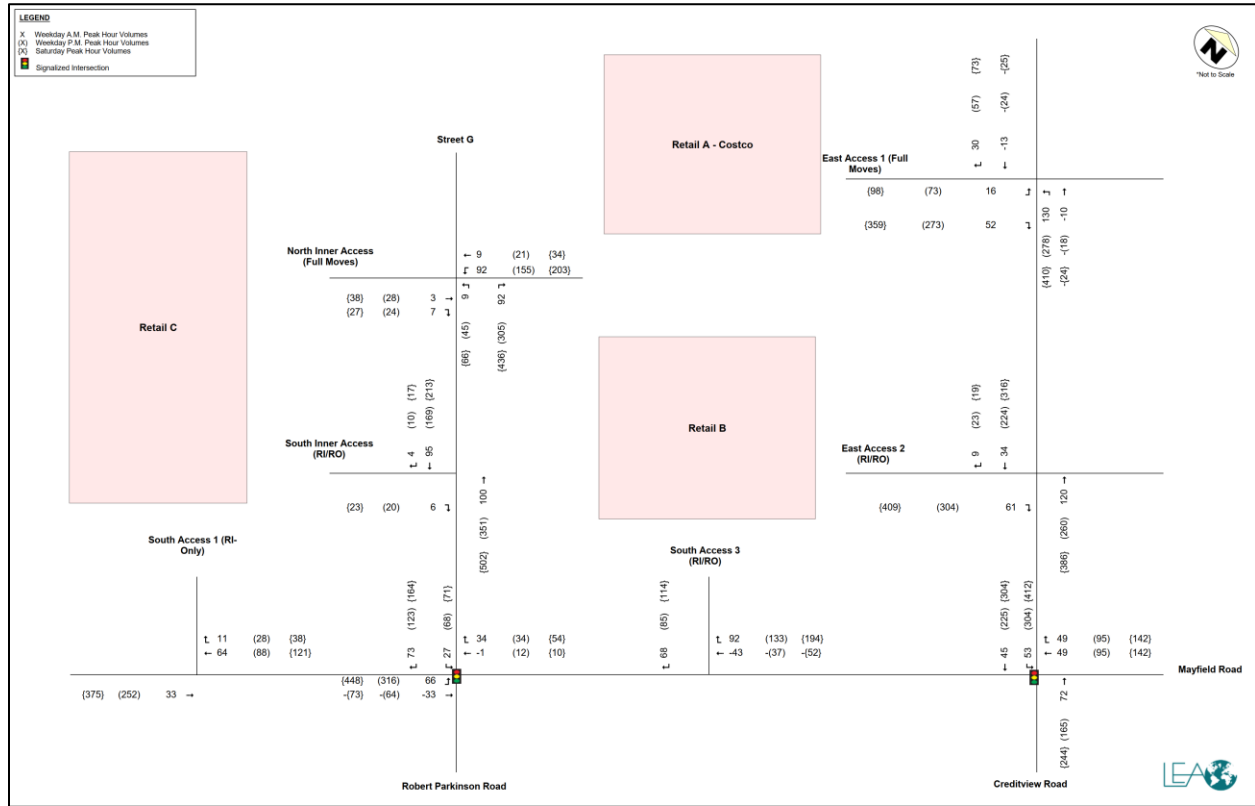 LEGEND
X Weekday A.M. Peak Hour Volumes
(X) Weekday P.M. Peak Hour Volumes
{X} Saturday Peak Hour Volumes
Signalized Intersection
N
*Not to Scale
Street G
Retail A - Costco
Retail C
Retail B
East Access 1 (Full
Moves)
{73} -{25}
(57) -(24)
30 -13
{98} (73) 16
{359} (273) 52
130 -10
(278) -(18)
{410} -{24}
North Inner Access
(Full Moves)
← 9 (21) {34}
92 (155) {203}
{38} (28) 3 →
{27} (24) 7
9 92
(45) (305)
{66} {436}
{17} {213}
(10) (169)
4 95
South Inner Access
(RI/RO)
{23} (20) 6
100
(351)
{502}
{19} {316}
(23) (224)
9 34
East Access 2
(RI/RO)
{409} (304) 61
120
(260)
{386}
South Access 1 (RI-
Only)
11 (28) {38}
← 64 (88) {121}
{375} (252) 33 →
{164} {71}
(123) (68)
73 27
34 (34) {54}
← -1 (12) {10}
{448} (316) 66
-{73} -(64) -33 →
South Access 3
(RI/RO)
{114}
(85)
68
92 (133) {194}
← -43 -(37) -{52}
{304} {412}
(225) (304)
45 53
49 (95) {142}
← 49 (95) {142}
72
(165)
{244}
Mayfield Road
Robert Parkinson Road
Creditview Road
LEA